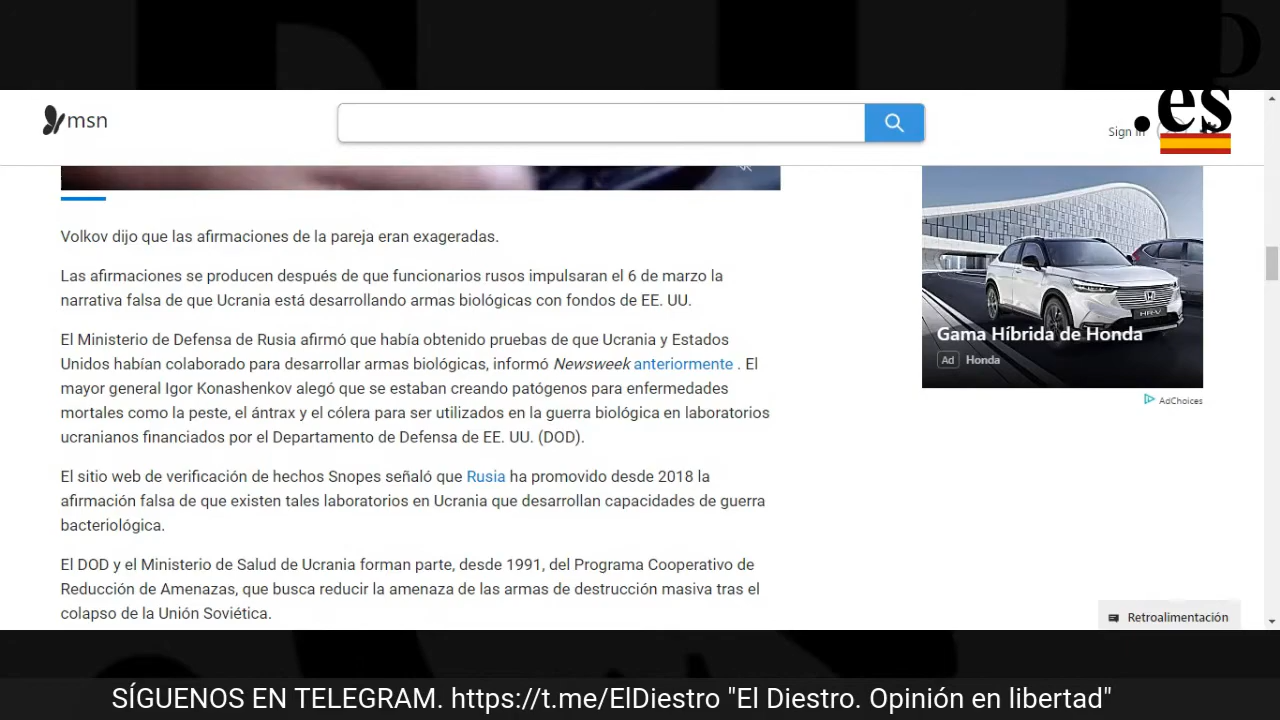 msn
Sign in
.es
Volkov dijo que las afirmaciones de la pareja eran exageradas.
Las afirmaciones se producen después de que funcionarios rusos impulsaran el 6 de marzo la
narrativa falsa de que Ucrania está desarrollando armas biológicas con fondos de EE. UU.
El Ministerio de Defensa de Rusia afirmó que había obtenido pruebas de que Ucrania y Estados
Unidos habían colaborado para desarrollar armas biológicas, informó Newsweek anteriormente . El
mayor general Igor Konashenkov alegó que se estaban creando patógenos para enfermedades
mortales como la peste, el ántrax y el cólera para ser utilizados en la guerra biológica en laboratorios
ucranianos financiados por el Departamento de Defensa de EE. UU. (DOD).
El sitio web de verificación de hechos Snopes señaló que Rusia ha promovido desde 2018 la
afirmación falsa de que existen tales laboratorios en Ucrania que desarrollan capacidades de guerra
bacteriológica.
El DOD y el Ministerio de Salud de Ucrania forman parte, desde 1991, del Programa Cooperativo de
Reducción de Amenazas, que busca reducir la amenaza de las armas de destrucción masiva tras el
colapso de la Unión Soviética.
HR-V
Gama Híbrida de Honda
Ad Honda
AdChoices
Retroalimentación
SÍGUENOS EN TELEGRAM. https://t.me/ElDiestro "El Diestro. Opinión en libertad"